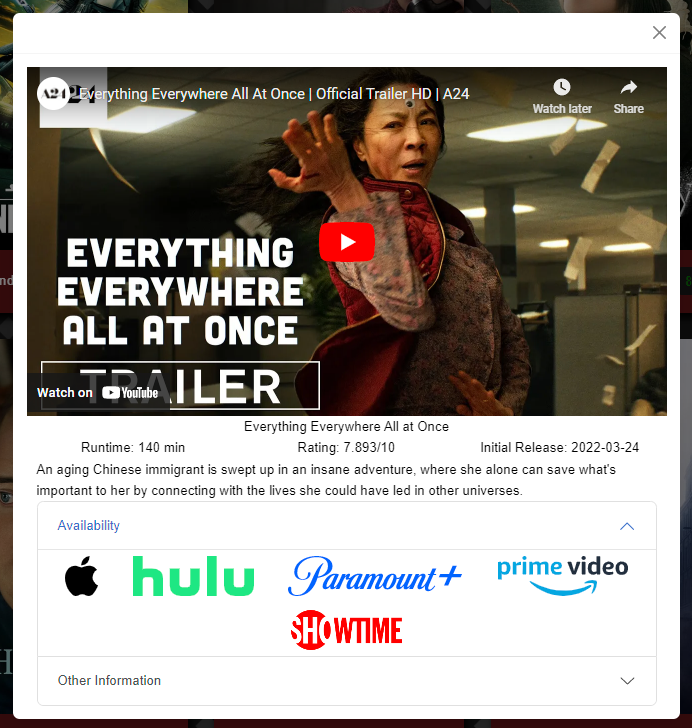 A24
Everything Everywhere All At Once | Official Trailer HD | A24
Watch later
Share
EVERYTHING
EVERYWHERE
ALL AT ONCE
TRAILER
Watch on YouTube
Everything Everywhere All at Once
Runtime: 140 min
Rating: 7.893/10
Initial Release: 2022-03-24
An aging Chinese immigrant is swept up in an insane adventure, where she alone can save what's
important to her by connecting with the lives she could have led in other universes.
Availability
hulu
Paramount+
prime video
SHOWTIME
Other Information